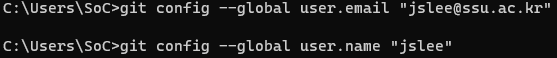 C:\Users\SoC>git config --global user.email "jslee@ssu.ac.kr"
C:\Users\SoC>git config --global user.name "jslee"